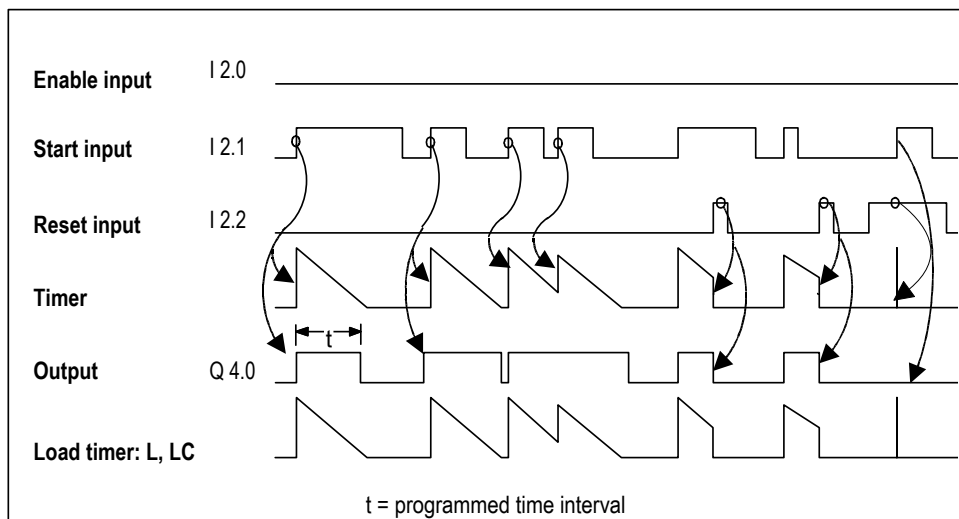 Enable input I 2.0
Start input I 2.1
Reset input I 2.2
Timer
t
Output Q 4.0
Load timer: L, LC
t = programmed time interval